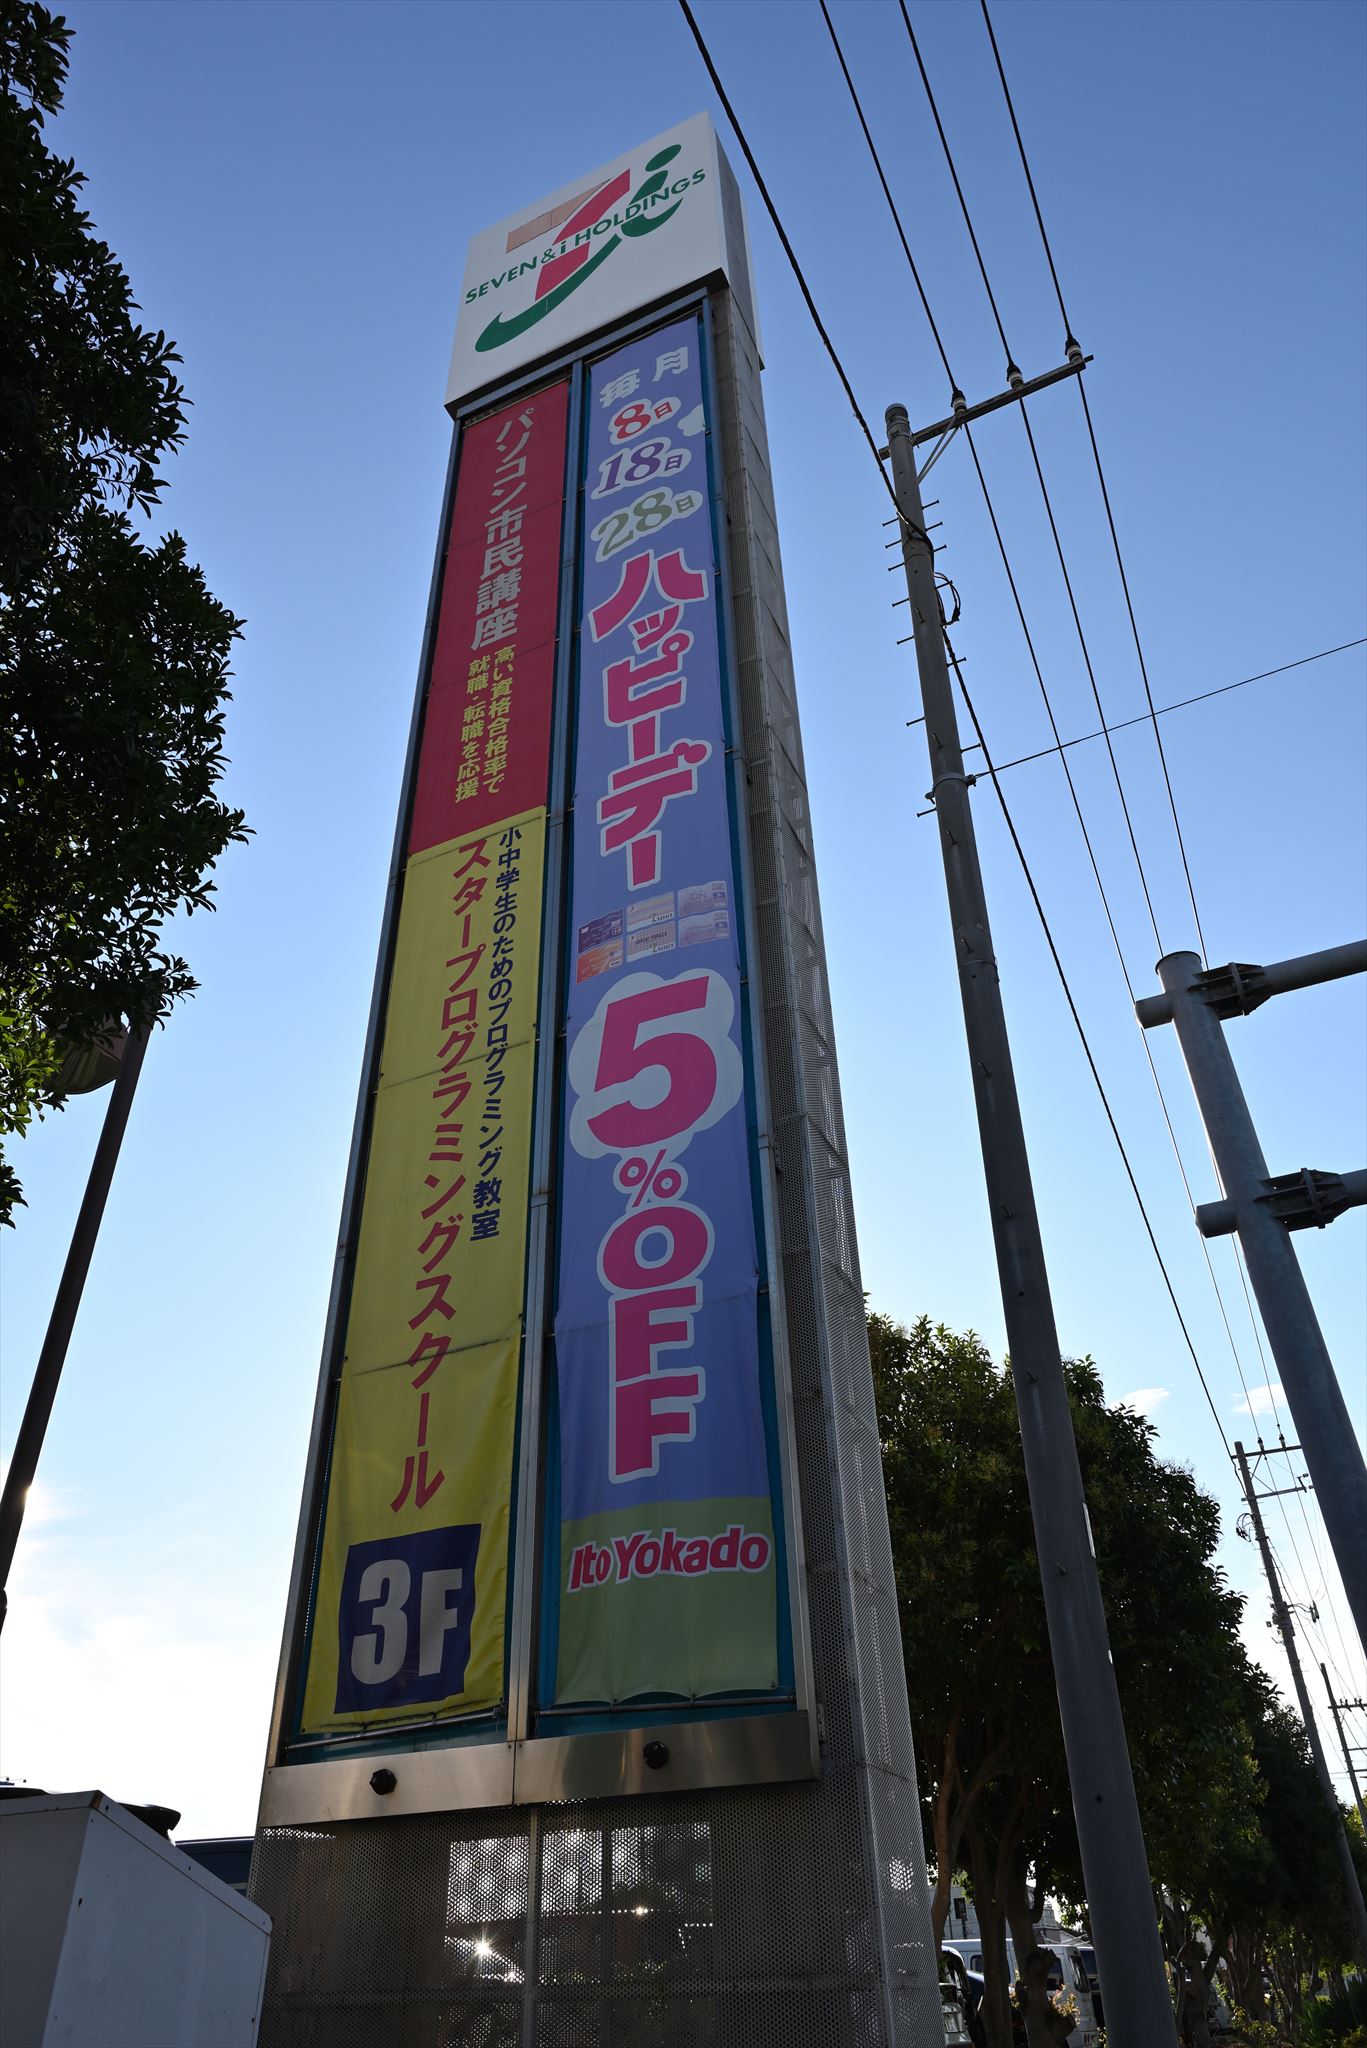 SEVEN & i HOLDINGS
パソコン市民講座
高い資格合格率で
就職・転職を応援
小中学生のためのプログラミング教室
スタープログラミングスクール
3F
毎月
8日
18日
28日
ハッピーデー
5%OFF
Ito Yokado